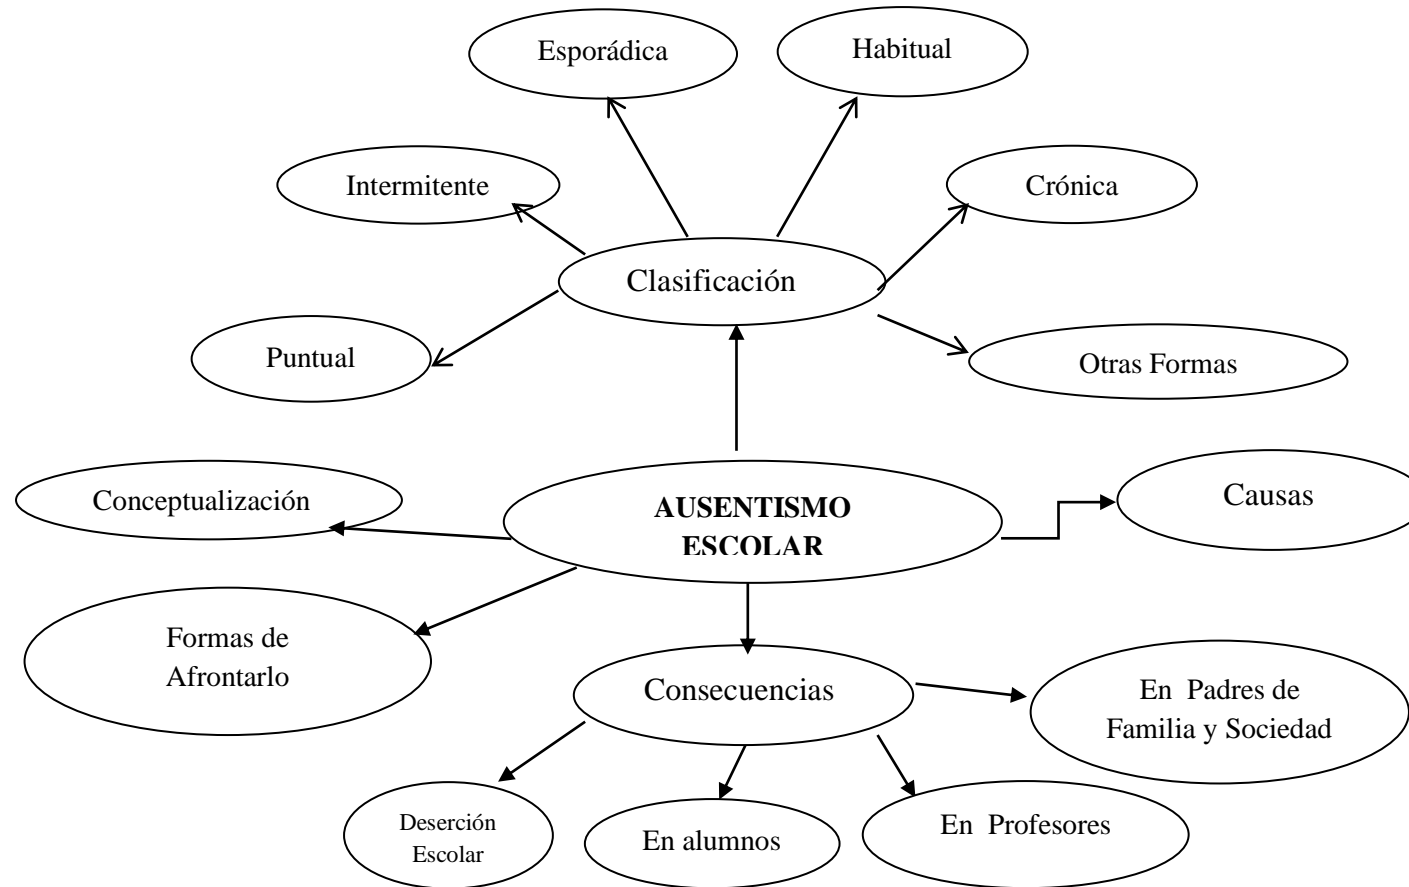 Esporádica
Habitual
Intermitente
Crónica
Clasificación
Puntual
Otras Formas
Conceptualización
AUSENTISMO
ESCOLAR
Causas
Formas de
Afrontarlo
Consecuencias
En Padres de
Familia y Sociedad
Deserción
Escolar
En alumnos
En Profesores